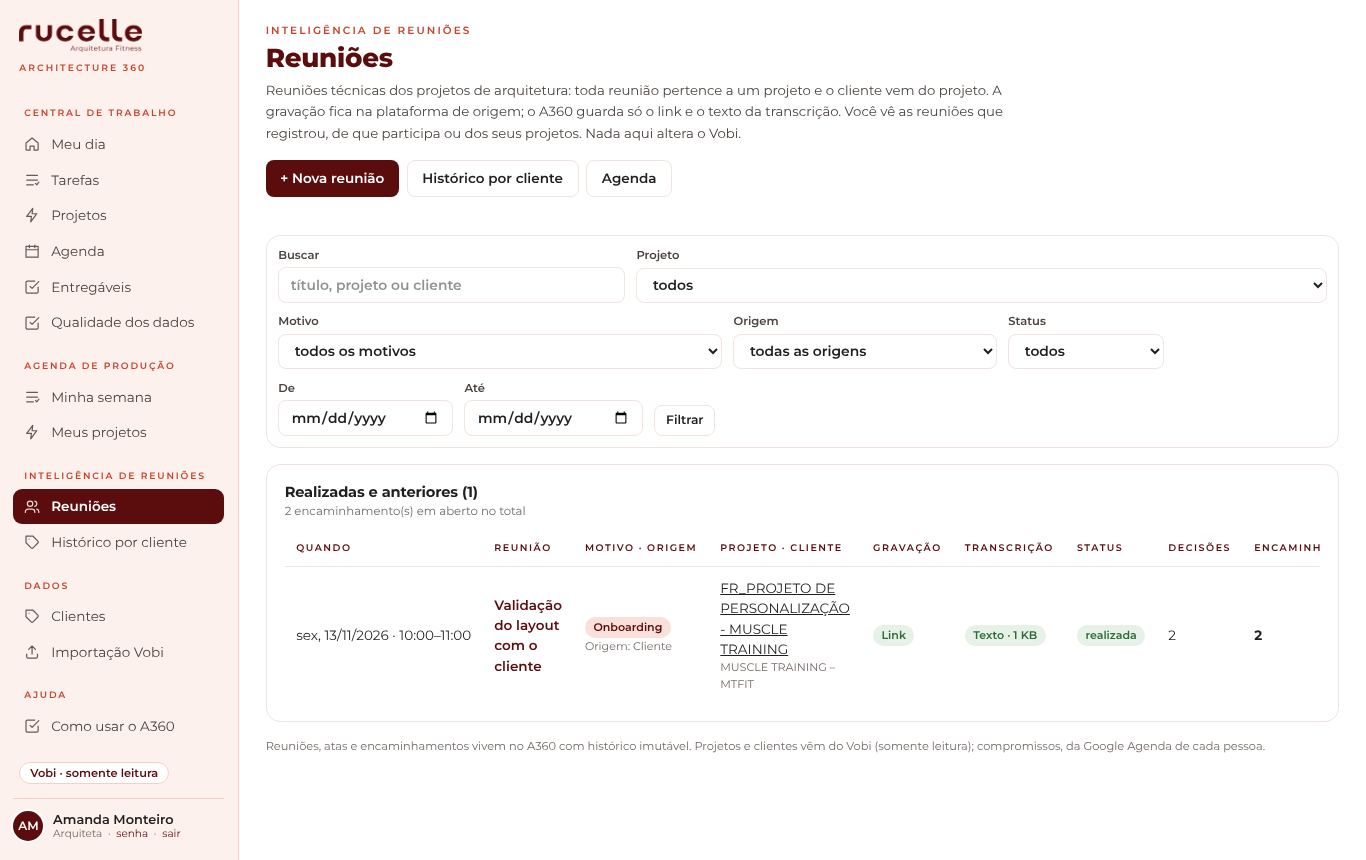 rucelle
Arquitetura Fitness
ARCHITECTURE 360
CENTRAL DE TRABALHO
Meu dia
Tarefas
Projetos
Agenda
Entregáveis
Qualidade dos dados
AGENDA DE PRODUÇÃO
Minha semana
Meus projetos
INTELIGÊNCIA DE REUNIÕES
Reuniões
Histórico por cliente
DADOS
Clientes
Importação Vobi
AJUDA
Como usar o A360
Vobi · somente leitura
AM
Amanda Monteiro
Arquiteta · senha · sair
INTELIGÊNCIA DE REUNIÕES
Reuniões
Reuniões técnicas dos projetos de arquitetura: toda reunião pertence a um projeto e o cliente vem do projeto. A
gravação fica na plataforma de origem; o A360 guarda só o link e o texto da transcrição. Você vê as reuniões que
registrou, de que participa ou dos seus projetos. Nada aqui altera o Vobi.
+ Nova reunião
Histórico por cliente
Agenda
Buscar
Projeto
título, projeto ou cliente
todos
Motivo
Origem
Status
todos os motivos
todas as origens
todos
De
Até
mm/dd/yyyy
mm/dd/yyyy
Filtrar
Realizadas e anteriores (1)
2 encaminhamento(s) em aberto no total
QUANDO REUNIÃO MOTIVO · ORIGEM PROJETO · CLIENTE GRAVAÇÃO TRANSCRIÇÃO STATUS DECISÕES ENCAMINH
sex, 13/11/2026 · 10:00–11:00
Validação
do layout
com o
cliente
Onboarding
Origem: Cliente
FR_PROJETO DE
PERSONALIZAÇÃO
- MUSCLE
TRAINING
MUSCLE TRAINING –
MTFIT
Link
Texto · 1 KB
realizada
2
2
Reuniões, atas e encaminhamentos vivem no A360 com histórico imutável. Projetos e clientes vêm do Vobi (somente leitura); compromissos, da Google Agenda de cada pessoa.